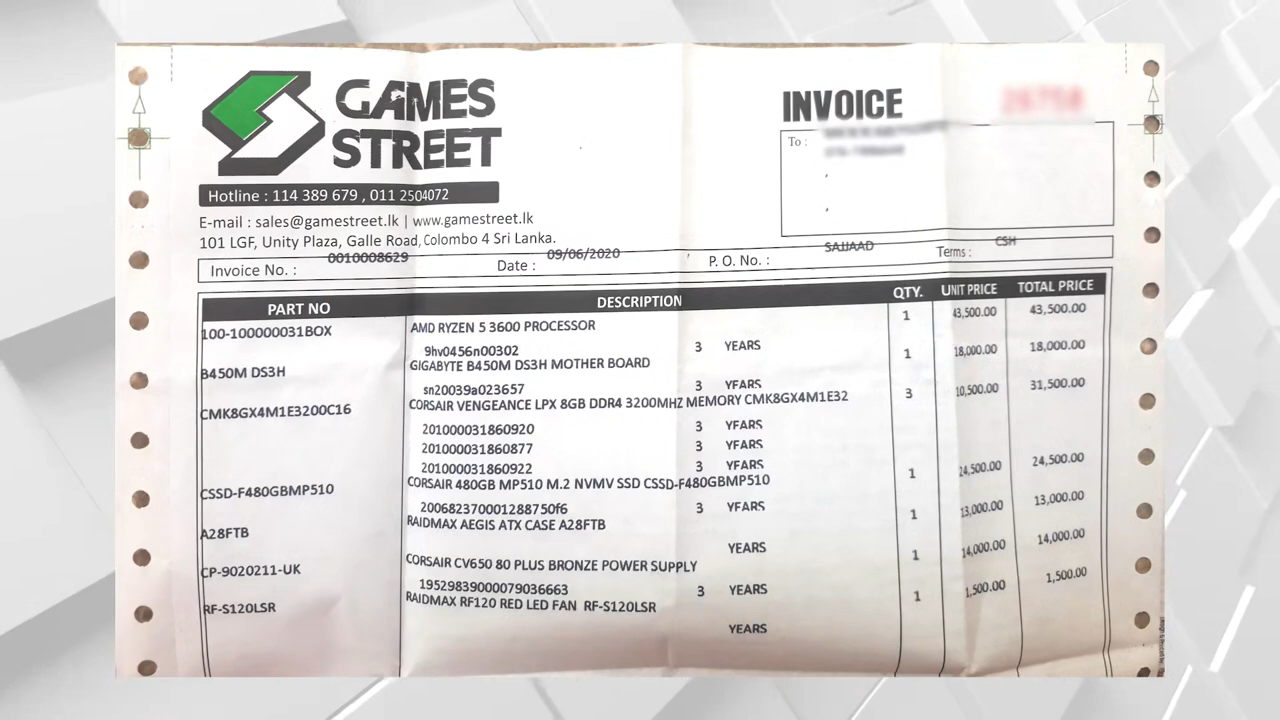 GAMES
STREET
INVOICE
To :
Hotline : 114 389 679 , 011 2504072
E-mail : sales@gamestreet.lk | www.gamestreet.lk
101 LGF, Unity Plaza, Galle Road, Colombo 4 Sri Lanka.
Invoice No. : 0010008629 Date : 09/06/2020 P. O. No. : SAJJAAD Terms : CSH
PART NO DESCRIPTION QTY. UNIT PRICE TOTAL PRICE
100-100000031BOX AMD RYZEN 5 3600 PROCESSOR 1 43,500.00 43,500.00
9hv0456n00302 3 YEARS
B450M DS3H GIGABYTE B450M DS3H MOTHER BOARD 1 18,000.00 18,000.00
sn20039a023657 3 YEARS
CMK8GX4M1E3200C16 CORSAIR VENGEANCE LPX 8GB DDR4 3200MHZ MEMORY CMK8GX4M1E32 3 10,500.00 31,500.00
201000031860920 3 YEARS
201000031860877 3 YEARS
201000031860922 3 YEARS
CSSD-F480GBMP510 CORSAIR 480GB MP510 M.2 NVMV SSD CSSD-F480GBMP510 1 24,500.00 24,500.00
200682370001288750f6 3 YEARS
A28FTB RAIDMAX AEGIS ATX CASE A28FTB 1 13,000.00 13,000.00
YEARS
CP-9020211-UK CORSAIR CV650 80 PLUS BRONZE POWER SUPPLY 1 14,000.00 14,000.00
19529839000079036663 3 YEARS
RF-S120LSR RAIDMAX RF120 RED LED FAN RF-S120LSR 1 1,500.00 1,500.00
YEARS